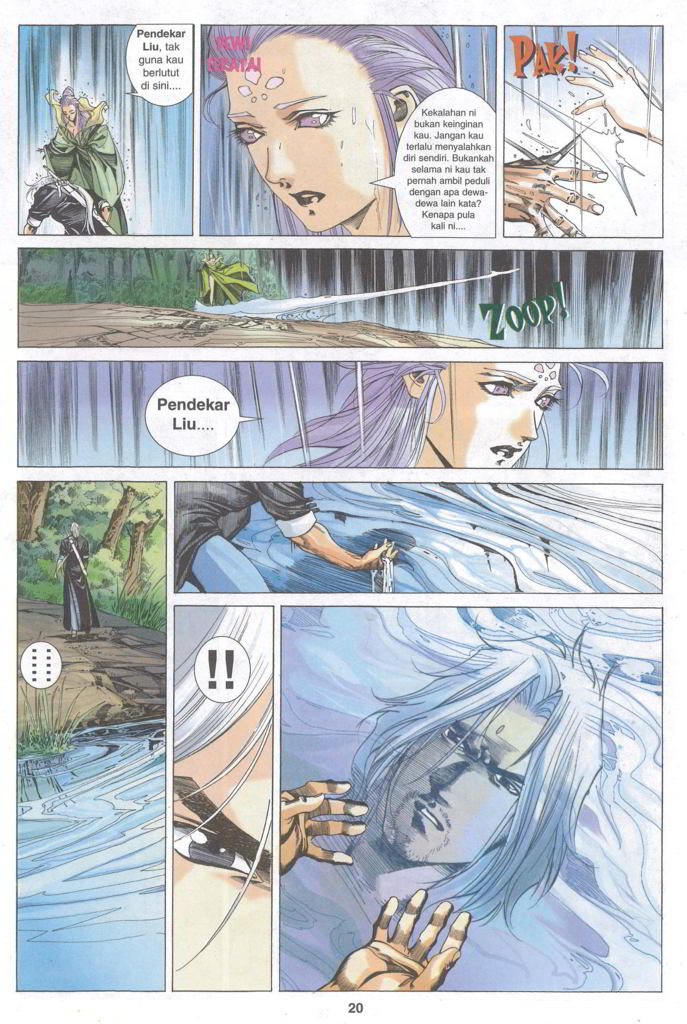 Pendekar
Liu, tak
guna kau
berlutut
di sini....
DEWI
TERATAI
Kekalahan ni
bukan keinginan
kau. Jangan kau
terlalu menyalahkan
diri sendiri. Bukankah
selama ni kau tak
pernah ambil peduli
dengan apa dewa-
dewa lain kata?
Kenapa pula
kali ni....
PAK!
ZOOP!
Pendekar
Liu....
!!
20